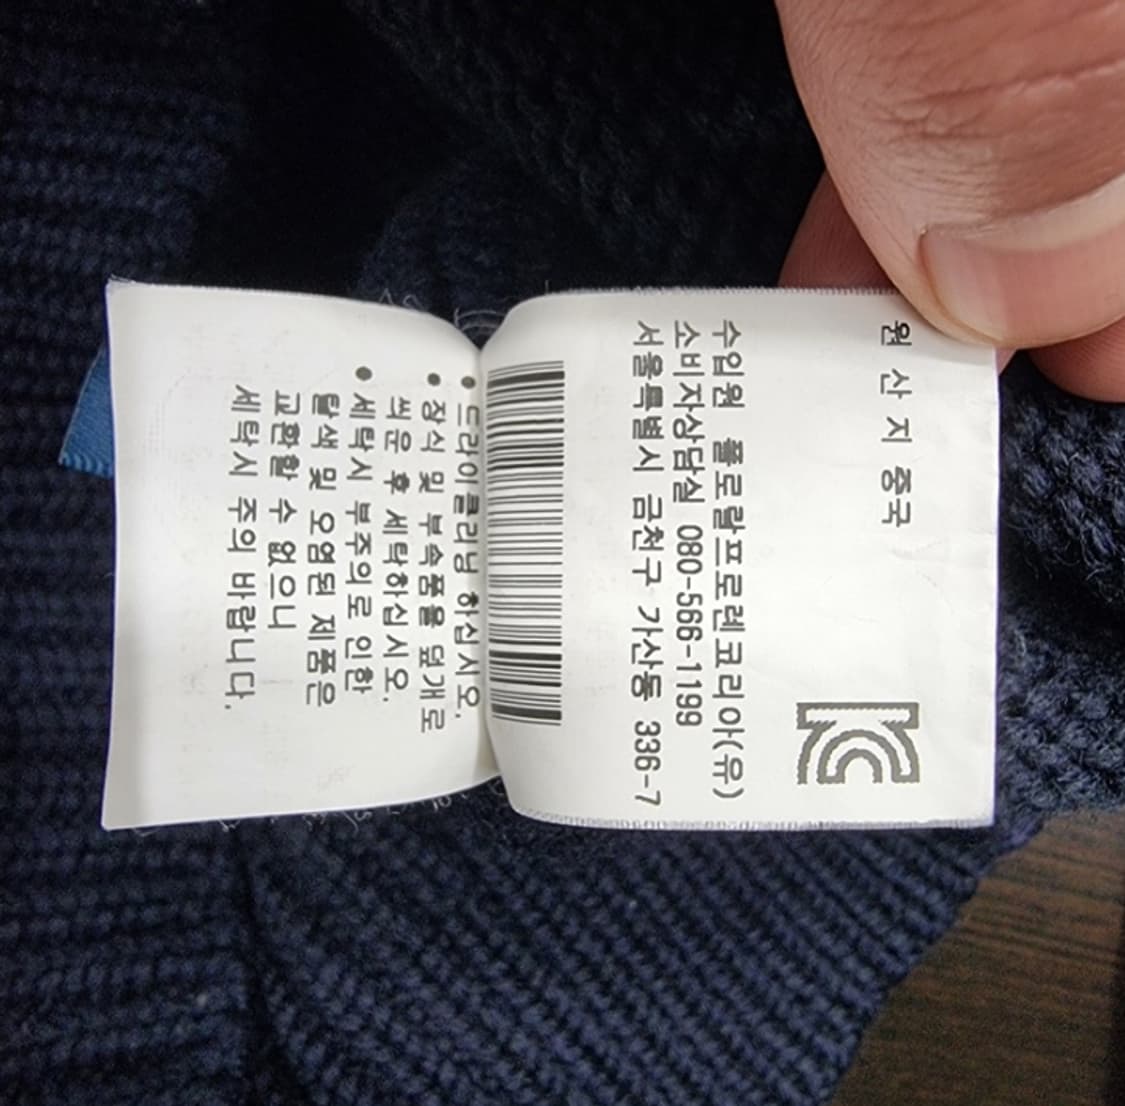 원 산 지 중국
KC
수입원 폴로랄프로렌코리아(유)
소비자상담실 080-566-1199
서울특별시 금천구 가산동 336-7
● 드라이크리닝 하십시오.
● 장식 및 부속품을 덮개로
씌운 후 세탁하십시오.
● 세탁시 부주의로 인한
탈색 및 오염된 제품은
교환할 수 없으니
세탁시 주의 바랍니다.